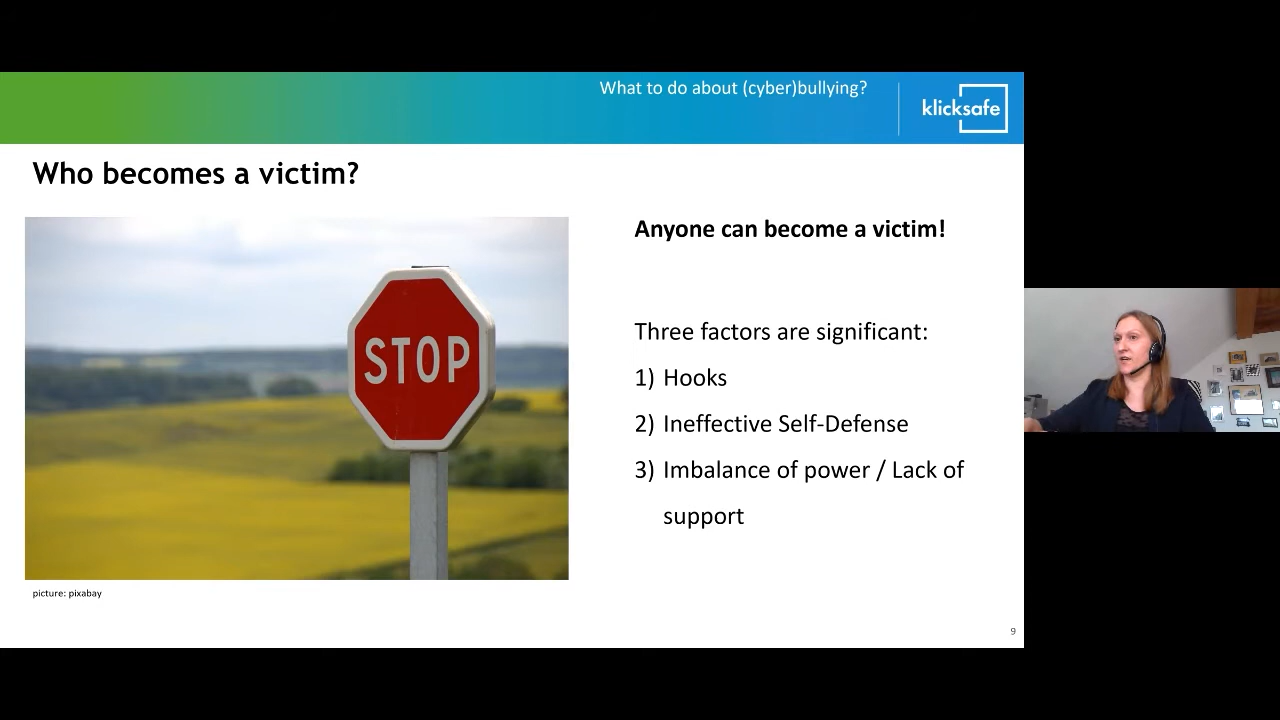 What to do about (cyber)bullying?
klicksafe
Who becomes a victim?
STOP
Anyone can become a victim!
Three factors are significant:
1) Hooks
2) Ineffective Self-Defense
3) Imbalance of power / Lack of
support
picture: pixabay
9